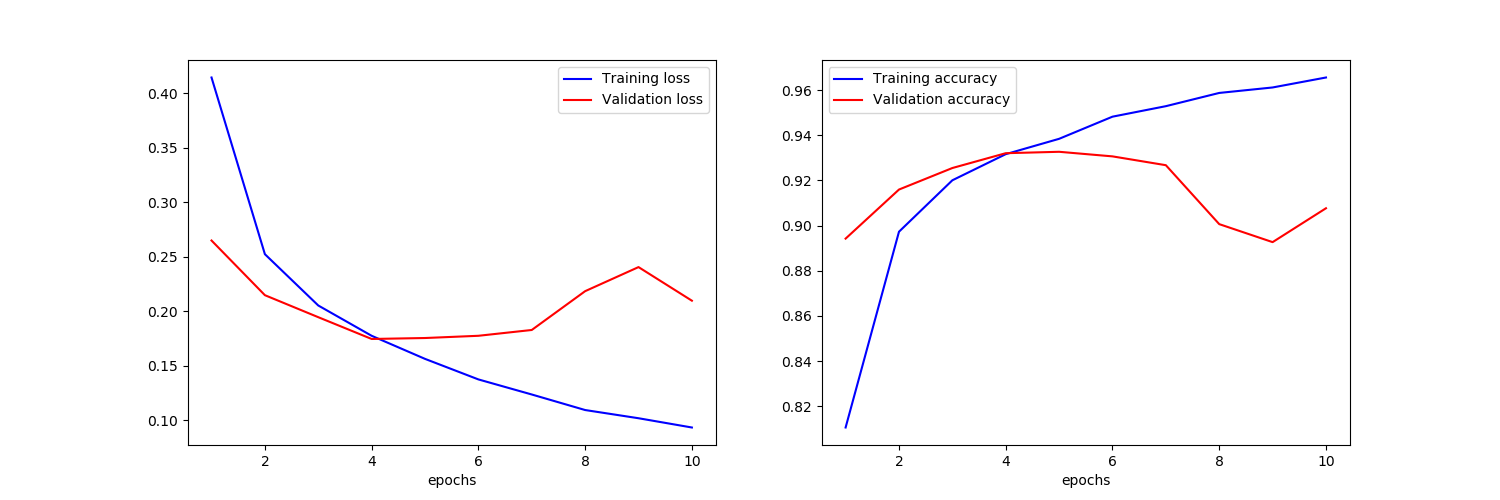 Training loss
Validation loss
0.40
0.35
0.30
0.25
0.20
0.15
0.10
2 4 6 8 10
epochs
Training accuracy
Validation accuracy
0.96
0.94
0.92
0.90
0.88
0.86
0.84
0.82
2 4 6 8 10
epochs